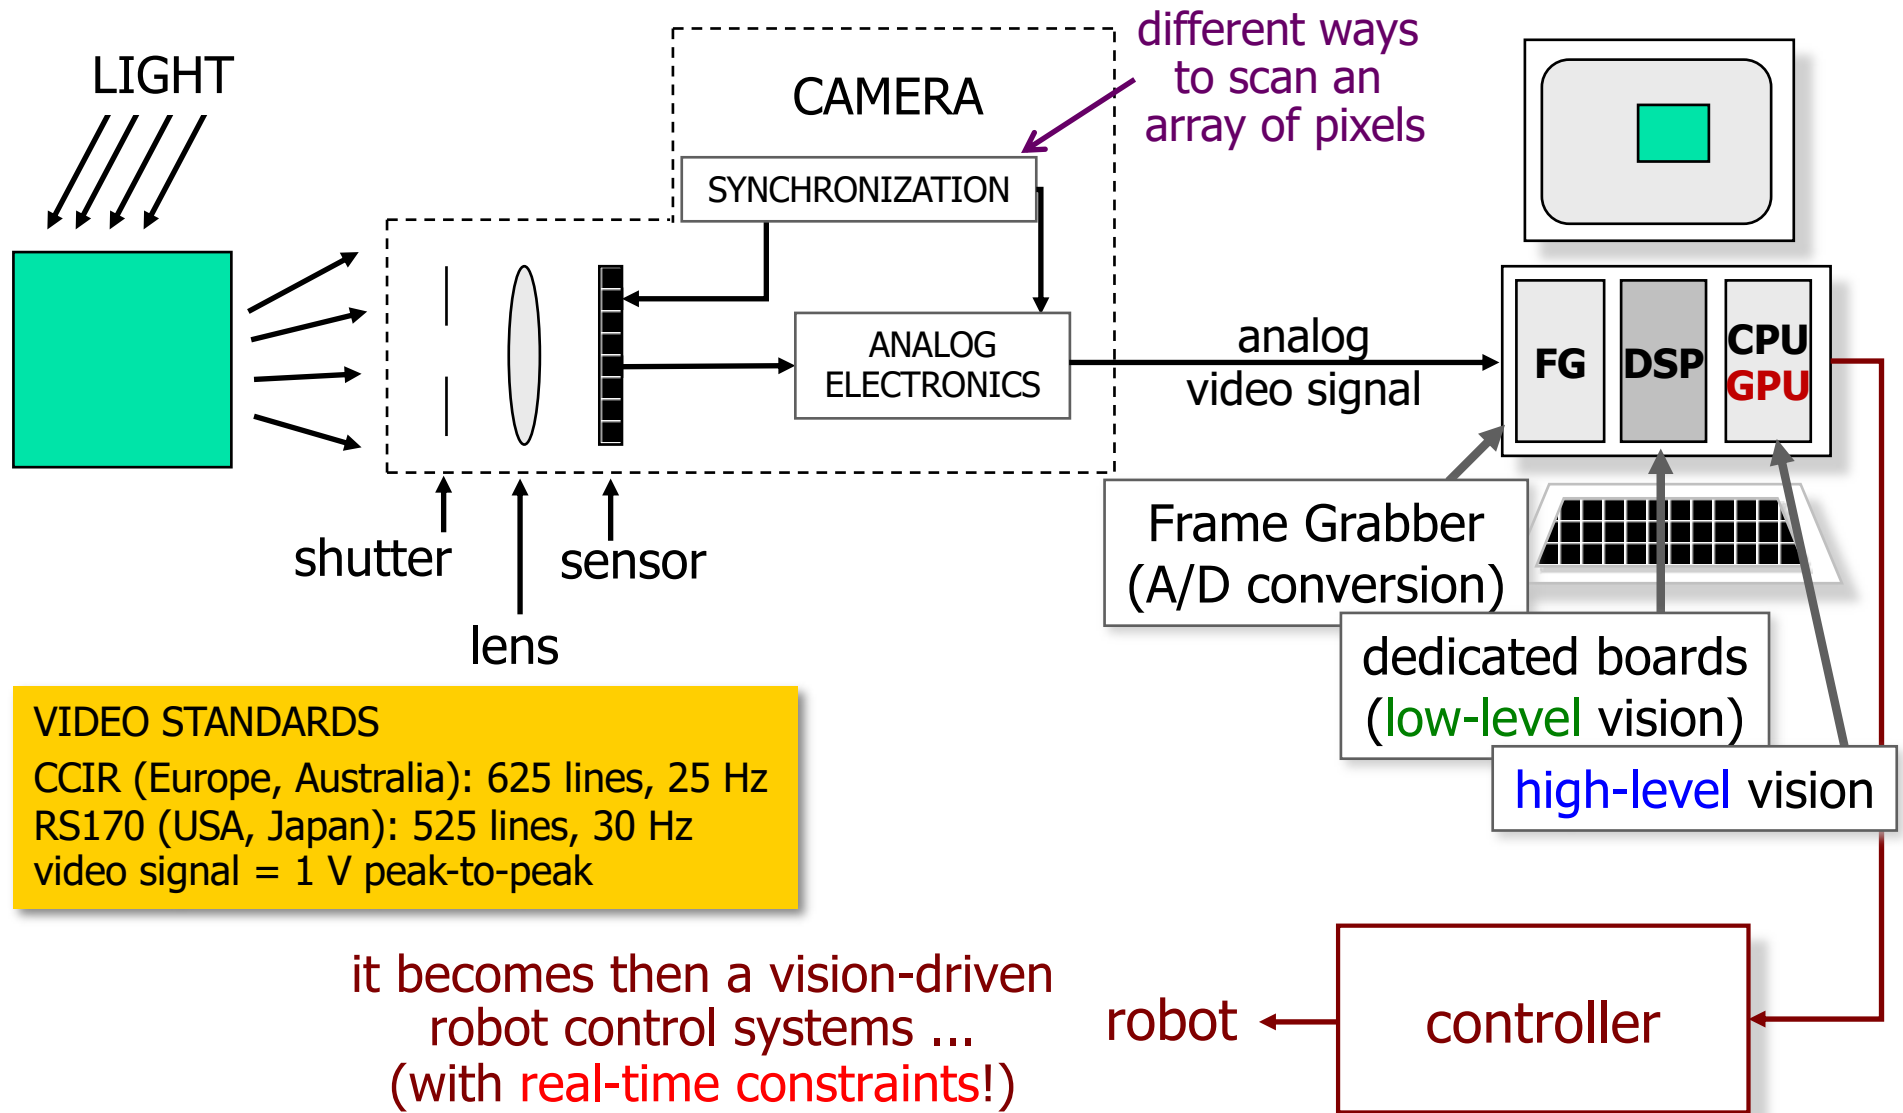 LIGHT
CAMERA
different ways
to scan an
array of pixels
SYNCHRONIZATION
ANALOG
ELECTRONICS
analog
video signal
FG
DSP
CPU
GPU
shutter
lens
sensor
Frame Grabber
(A/D conversion)
dedicated boards
(low-level vision)
high-level vision
VIDEO STANDARDS
CCIR (Europe, Australia): 625 lines, 25 Hz
RS170 (USA, Japan): 525 lines, 30 Hz
video signal = 1 V peak-to-peak
it becomes then a vision-driven
robot control systems ...
(with real-time constraints!)
robot
controller